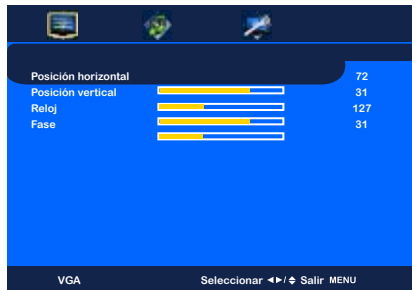 Posición horizontal 72
Posición vertical 31
Reloj 127
Fase 31
VGA Seleccionar ◄►/♦ Salir MENU